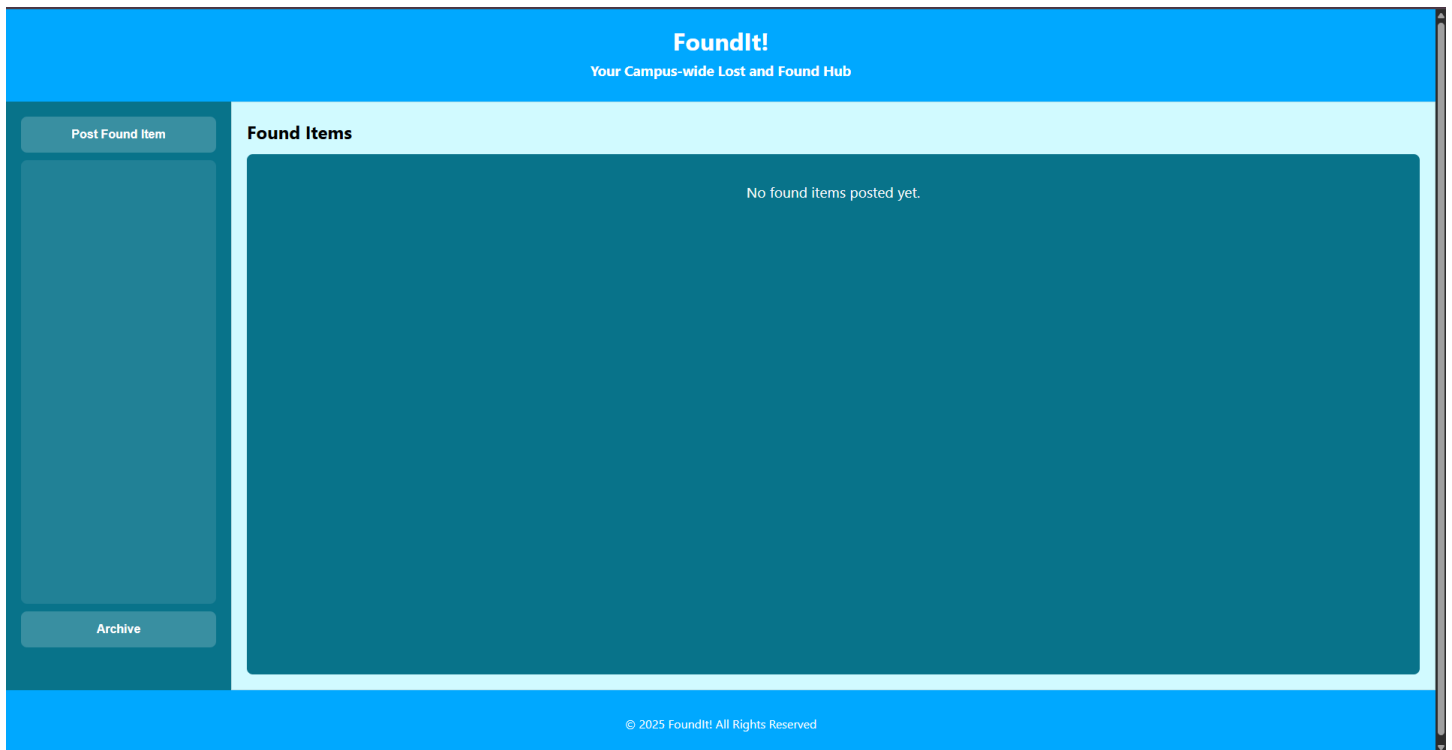 FoundIt!
Your Campus-wide Lost and Found Hub
Post Found Item
Found Items
No found items posted yet.
Archive
© 2025 FoundIt! All Rights Reserved